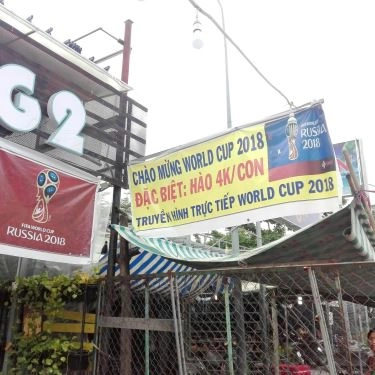 G2
CHÀO MỪNG WORLD CUP 2018
ĐẶC BIỆT: HÀO 4K/CON
TRUYỀN HÌNH TRỰC TIẾP WORLD CUP 2018
RUSSIA
2018
FIFA WORLD CUP
RUSSIA 2018